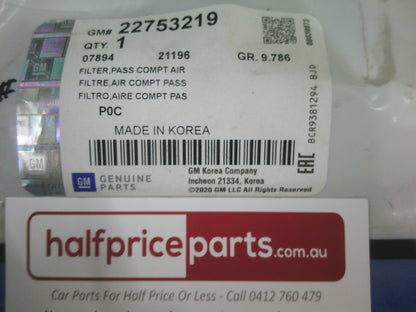 GM# 22753219
QTY. 1
07894 21196 GR. 9.786
FILTER,PASS COMPT AIR
FILTRE,AIR COMPT PASS
FILTRO,AIRE COMPT PAS
P0C
MADE IN KOREA
BCR9381294 BJD
EAC
GM GENUINE PARTS
GM Korea Company
Incheon 21334, Korea
©2020 GM LLC All Rights Reserved
halfpriceparts.com.au
Car Parts For Half Price Or Less - Call 0412 760 479